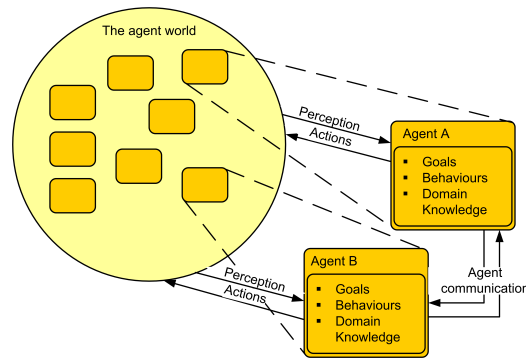 The agent world
Perception
Actions
Agent A
▪ Goals
▪ Behaviours
▪ Domain
Knowledge
Agent B
▪ Goals
▪ Behaviours
▪ Domain
Knowledge
Perception
Actions
Agent
communication